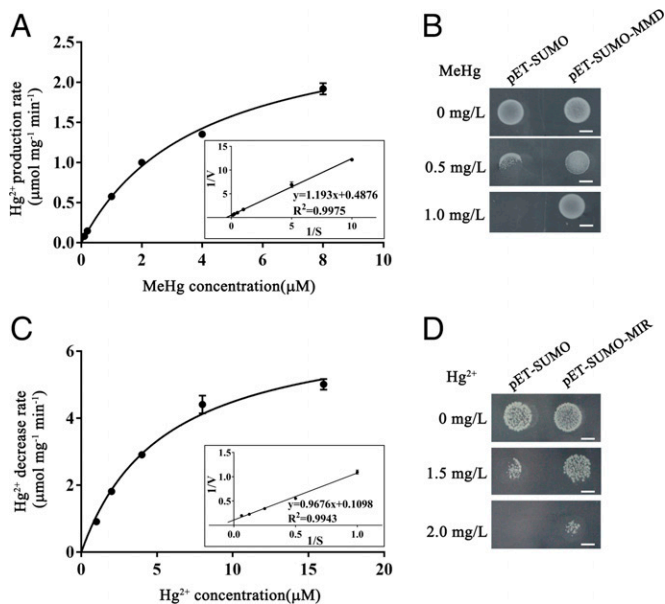 A
Hg²⁺ production rate
(μmol mg⁻¹ min⁻¹)
2.5
2.0
1.5
1.0
0.5
0.0
0
2
4
6
8
10
MeHg concentration(μM)
1/V
15
10
5
0
0
5
10
y=1.193x+0.4876
R²=0.9975
1/S
B
MeHg
pET-SUMO
pET-SUMO-MMD
0 mg/L
0.5 mg/L
1.0 mg/L
C
Hg²⁺ decrease rate
(μmol mg⁻¹ min⁻¹)
6
4
2
0
0
5
10
15
20
Hg²⁺ concentration(μM)
1/V
1.5
1.0
0.5
0.0
0.5
1.0
y=0.9676x+0.1098
R²=0.9943
1/S
D
Hg²⁺
pET-SUMO
pET-SUMO-MIR
0 mg/L
1.5 mg/L
2.0 mg/L